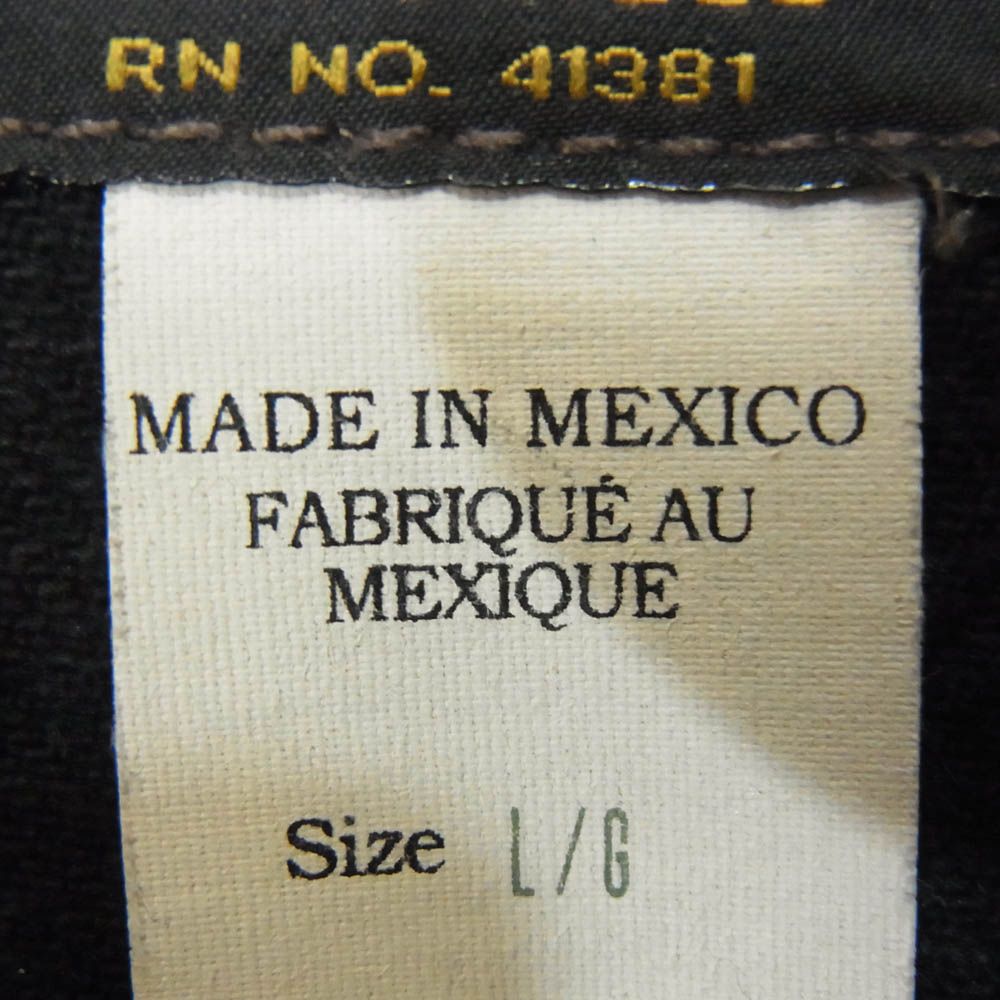 RN NO. 41381
MADE IN MEXICO
FABRIQUÉ AU
MEXIQUE
Size L/G